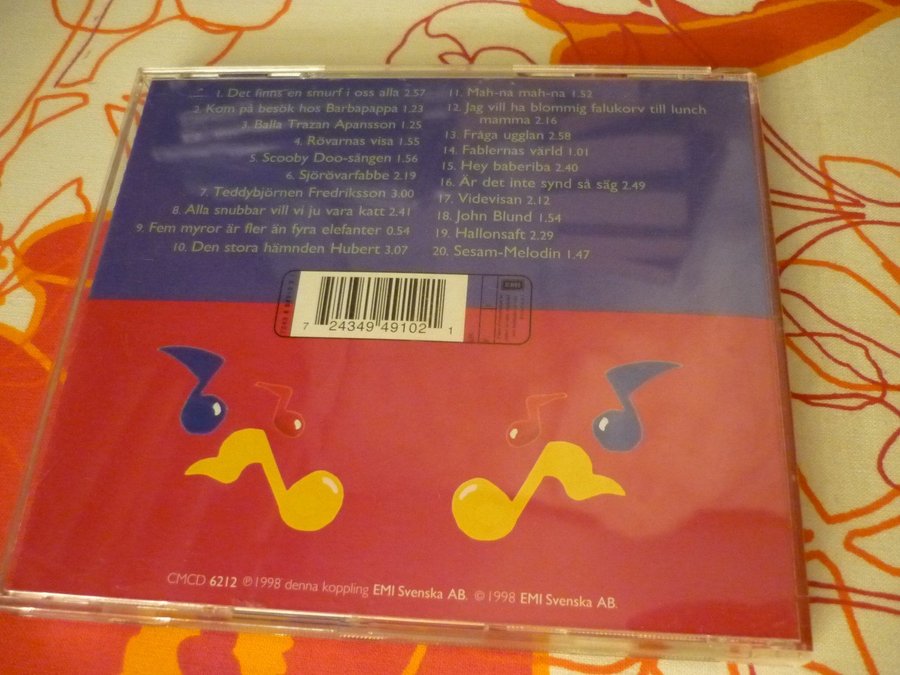 1. Det finns en smurf i oss alla 2.57
2. Kom på besök hos Barbapappa 1.23
3. Balla Trazan Apansson 1.25
4. Rövarnas visa 1.55
5. Scooby Doo-sången 1.56
6. Sjörövarfabbe 2.19
7. Teddybjörnen Fredriksson 3.00
8. Alla snubbar vill vi ju vara katt 2.41
9. Fem myror är fler än fyra elefanter 0.54
10. Den stora hämnden Hubert 3.07
11. Mah-na mah-na 1.52
12. Jag vill ha blommig falukorv till lunch
mamma 2.16
13. Fråga ugglan 2.58
14. Fablernas värld 1.01
15. Hey baberiba 2.40
16. Är det inte synd så säg 2.49
17. Videvisan 2.12
18. John Blund 1.54
19. Hallonsaft 2.29
20. Sesam-Melodin 1.47
7 24349 49102 1
CMCD 6212 ℗ 1998 denna koppling EMI Svenska AB. © 1998 EMI Svenska AB.